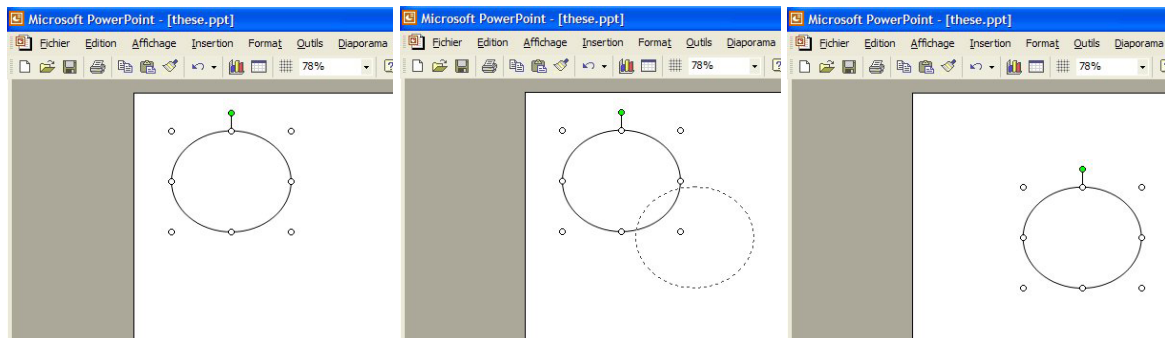 Microsoft PowerPoint - [these.ppt]
Fichier Edition Affichage Insertion Format Outils Diaporama
78%
Microsoft PowerPoint - [these.ppt]
Fichier Edition Affichage Insertion Format Outils Diaporama
78%
Microsoft PowerPoint - [these.ppt]
Fichier Edition Affichage Insertion Format Outils Diaporama
78%